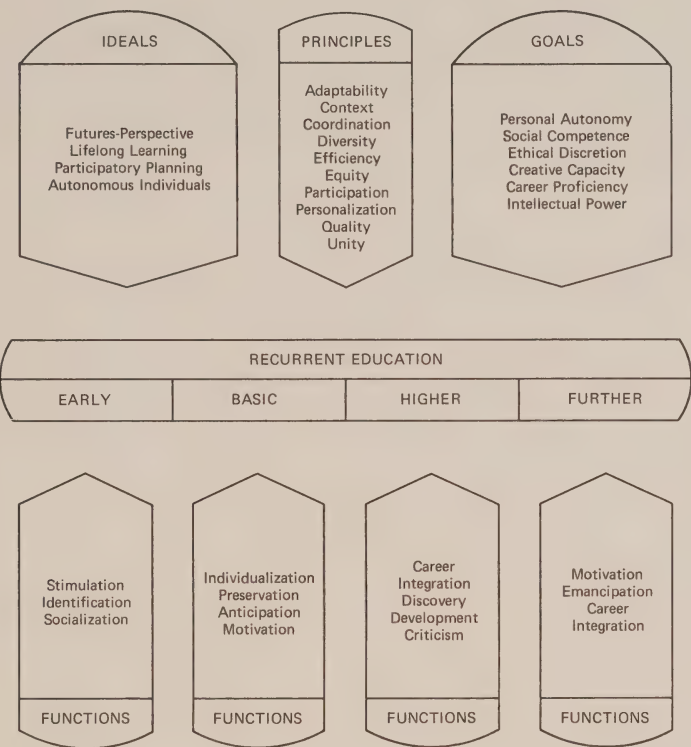 IDEALS
Futures-Perspective
Lifelong Learning
Participatory Planning
Autonomous Individuals
PRINCIPLES
Adaptability
Context
Coordination
Diversity
Efficiency
Equity
Participation
Personalization
Quality
Unity
GOALS
Personal Autonomy
Social Competence
Ethical Discretion
Creative Capacity
Career Proficiency
Intellectual Power
RECURRENT EDUCATION
EARLY
BASIC
HIGHER
FURTHER
Stimulation
Identification
Socialization
FUNCTIONS
Individualization
Preservation
Anticipation
Motivation
FUNCTIONS
Career
Integration
Discovery
Development
Criticism
FUNCTIONS
Motivation
Emancipation
Career
Integration
FUNCTIONS